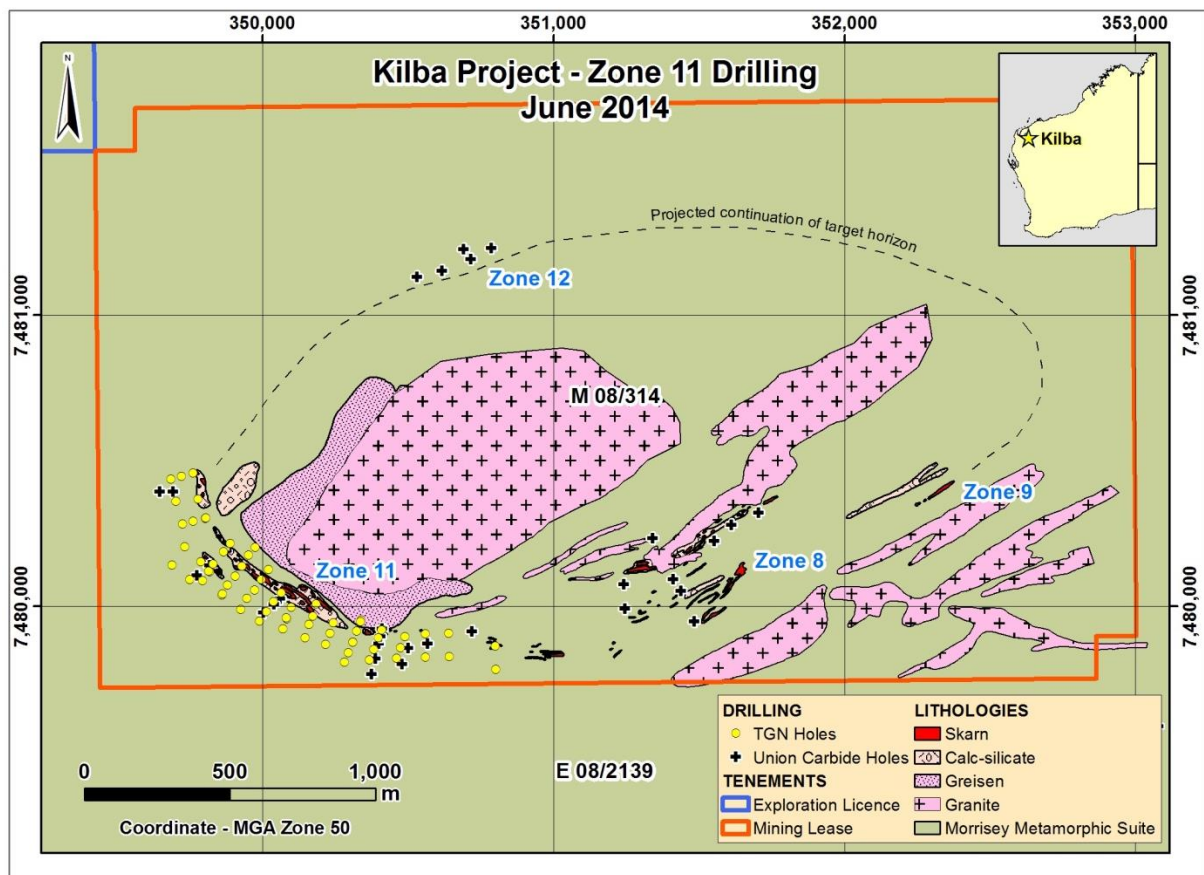 350,000
351,000
352,000
353,000
N
Kilba Project - Zone 11 Drilling
June 2014
Kilba
Projected continuation of target horizon
Zone 12
7,481,000
7,481,000
M 08/314
Zone 9
Zone 8
Zone 11
7,480,000
7,480,000
DRILLING
TGN Holes
Union Carbide Holes
TENEMENTS
Exploration Licence
Mining Lease
LITHOLOGIES
Skarn
Calc-silicate
Greisen
Granite
Morrisey Metamorphic Suite
E 08/2139
0 500 1,000
m
Coordinate - MGA Zone 50